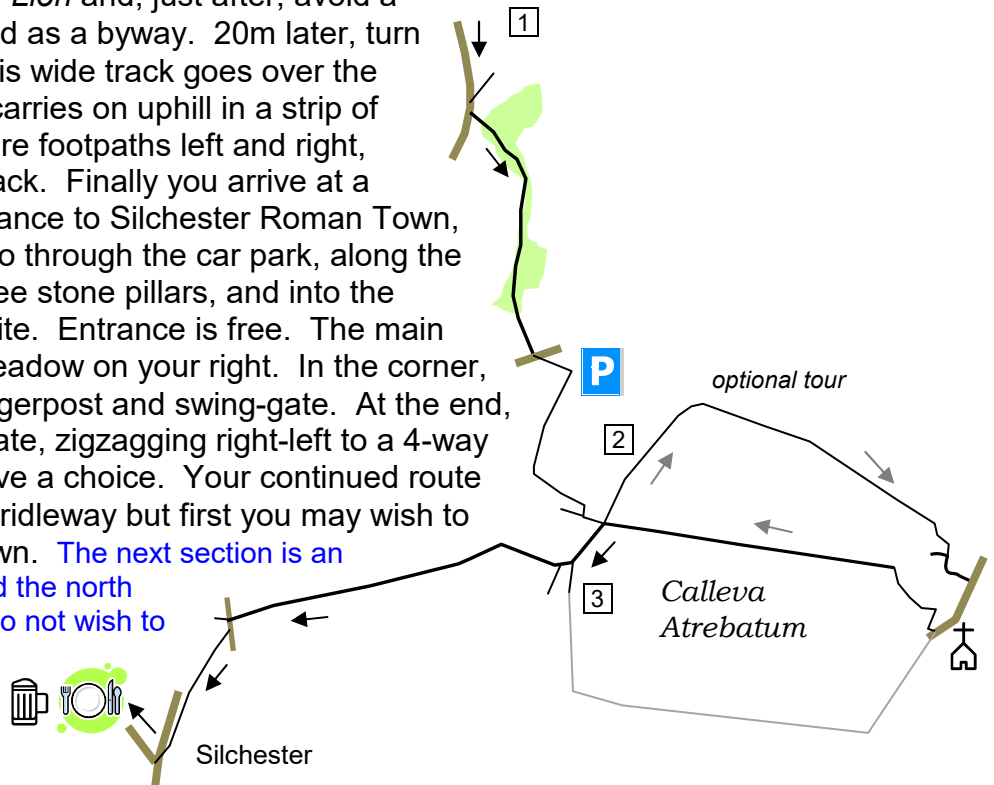 Lion and, just after, avoid a
d as a byway. 20m later, turn
is wide track goes over the
carries on uphill in a strip of
re footpaths left and right,
ack. Finally you arrive at a
ance to Silchester Roman Town,
o through the car park, along the
ee stone pillars, and into the
ite. Entrance is free. The main
eadow on your right. In the corner,
gerpost and swing-gate. At the end,
ate, zigzagging right-left to a 4-way
ve a choice. Your continued route
ridleway but first you may wish to
wn. The next section is an
d the north
o not wish to
1
P
optional tour
2
3
Calleva
Atrebatum
Silchester